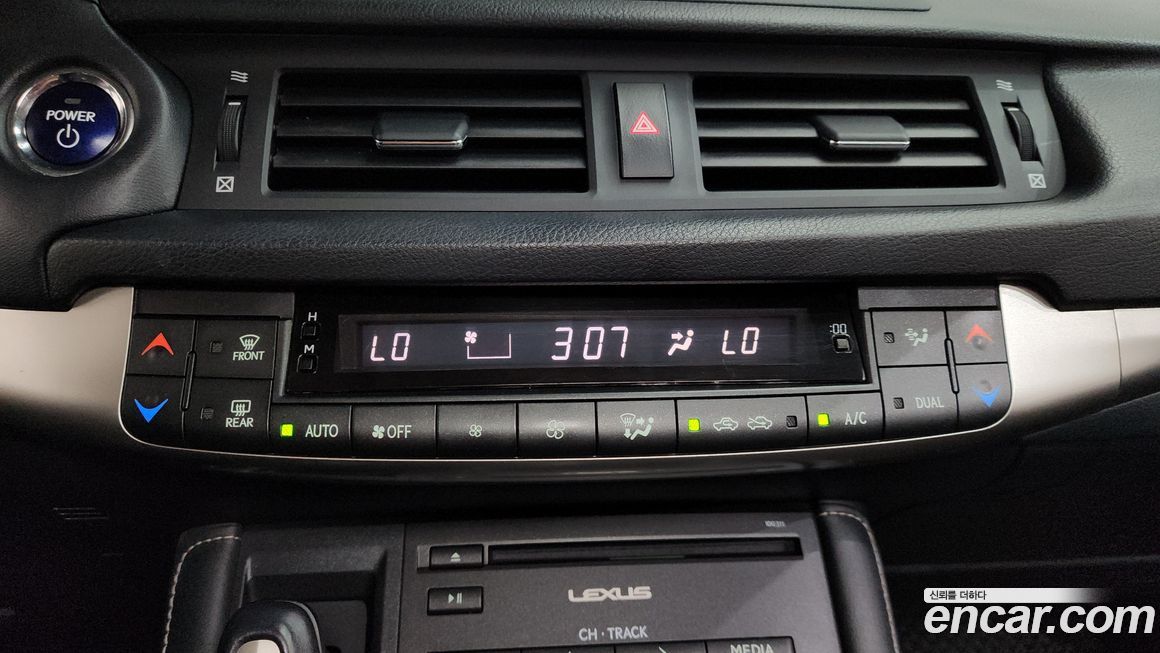 POWER
H
M
LO 307 LO
:00
FRONT
REAR
AUTO
OFF
A/C
DUAL
LEXUS
CH · TRACK
MEDIA
신뢰를 더하다
encar.com